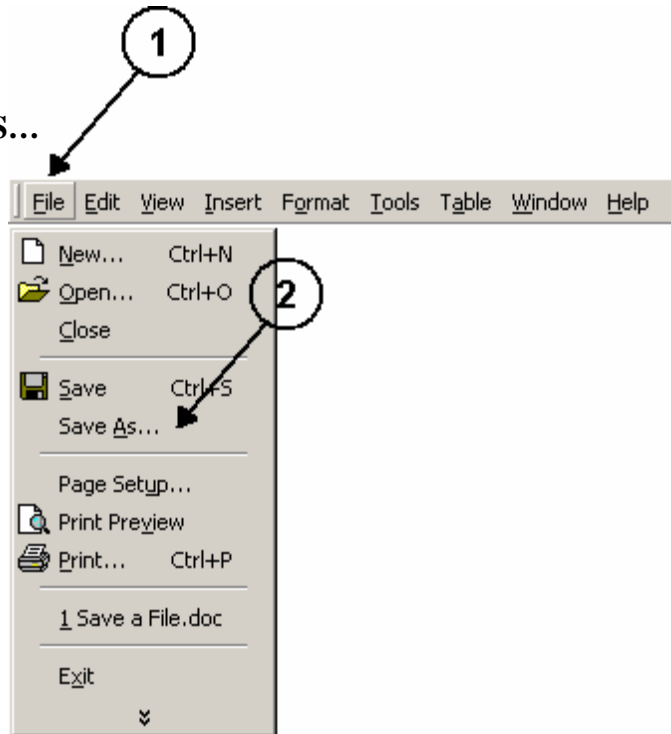 1
s...
File Edit View Insert Format Tools Table Window Help
New... Ctrl+N
Open... Ctrl+O
2
Close
Save Ctrl+S
Save As...
Page Setup...
Print Preview
Print... Ctrl+P
1 Save a File.doc
Exit